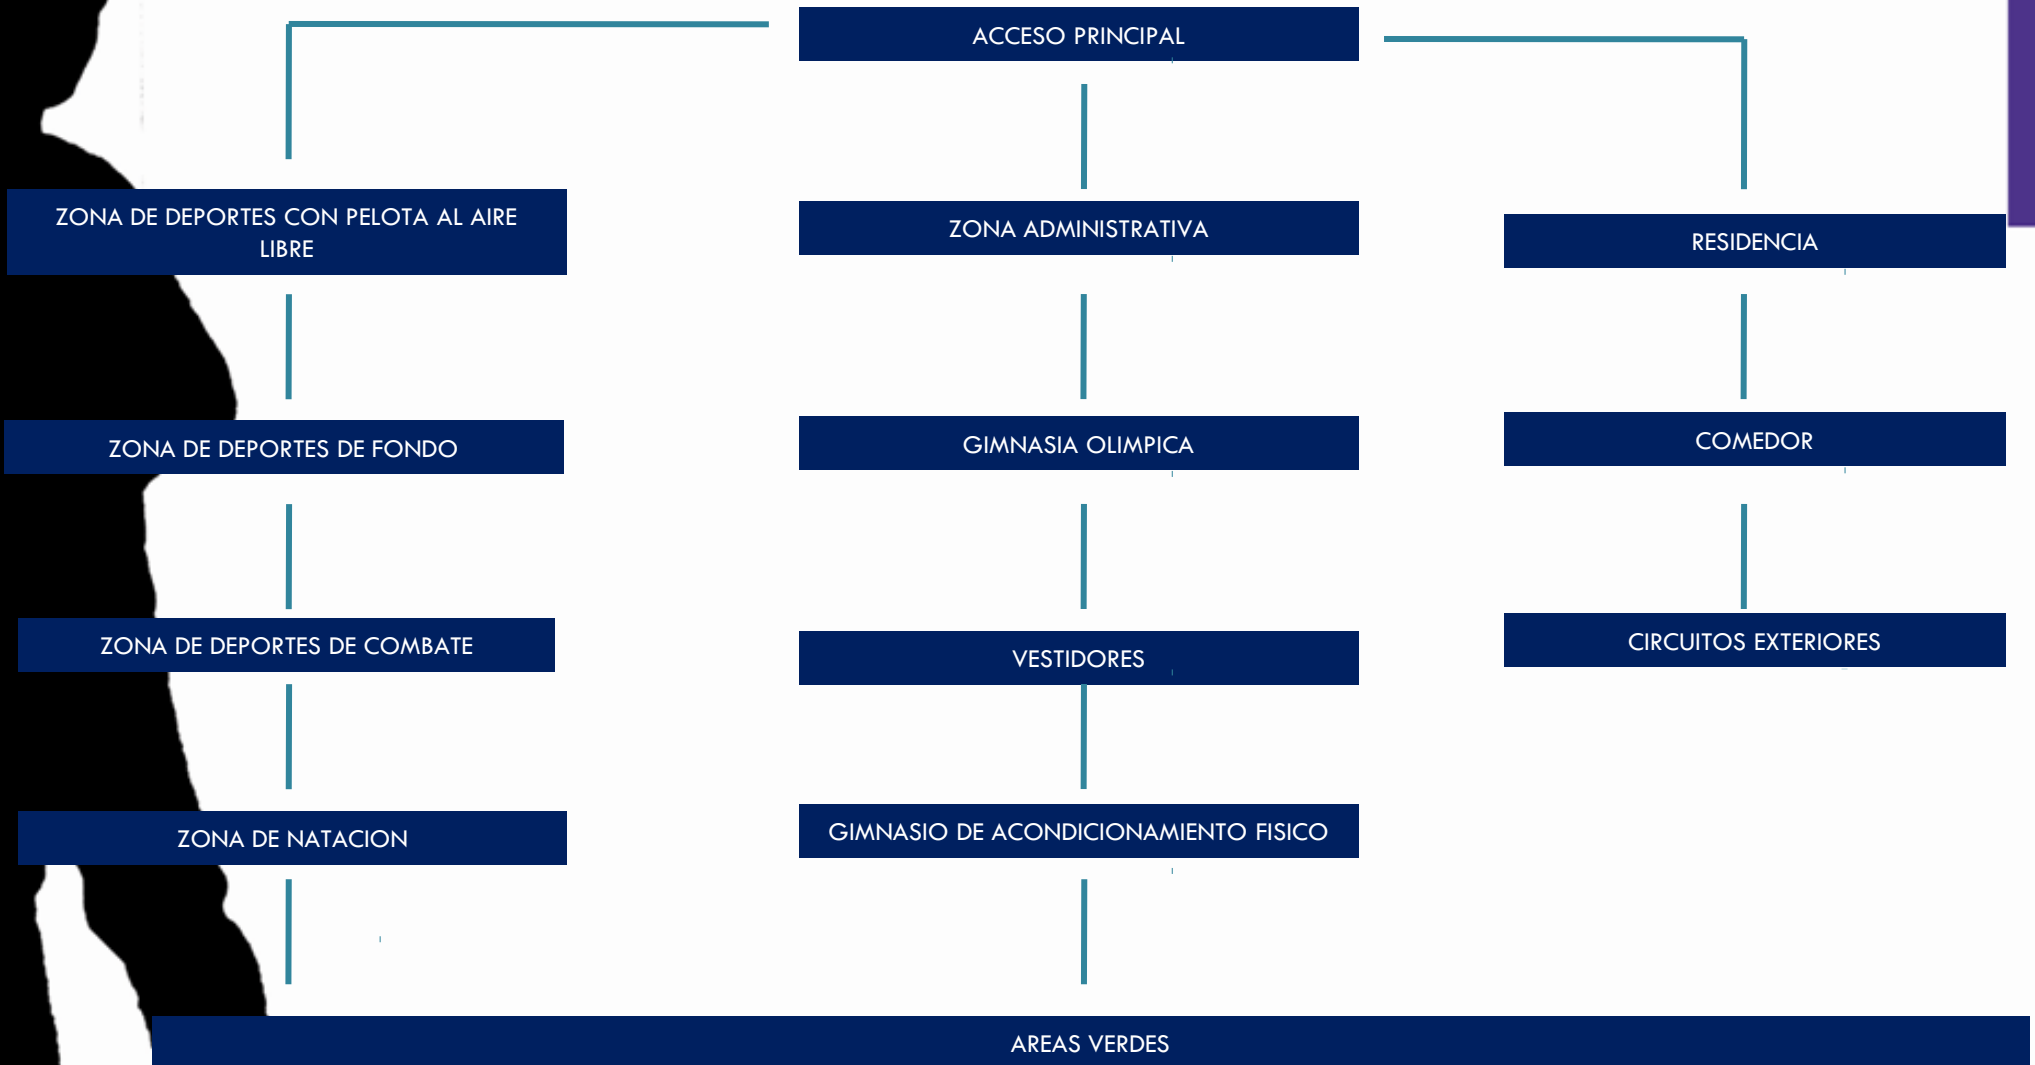 ACCESO PRINCIPAL
ZONA DE DEPORTES CON PELOTA AL AIRE
LIBRE
ZONA ADMINISTRATIVA
RESIDENCIA
ZONA DE DEPORTES DE FONDO
GIMNASIA OLIMPICA
COMEDOR
ZONA DE DEPORTES DE COMBATE
VESTIDORES
CIRCUITOS EXTERIORES
ZONA DE NATACION
GIMNASIO DE ACONDICIONAMIENTO FISICO
AREAS VERDES